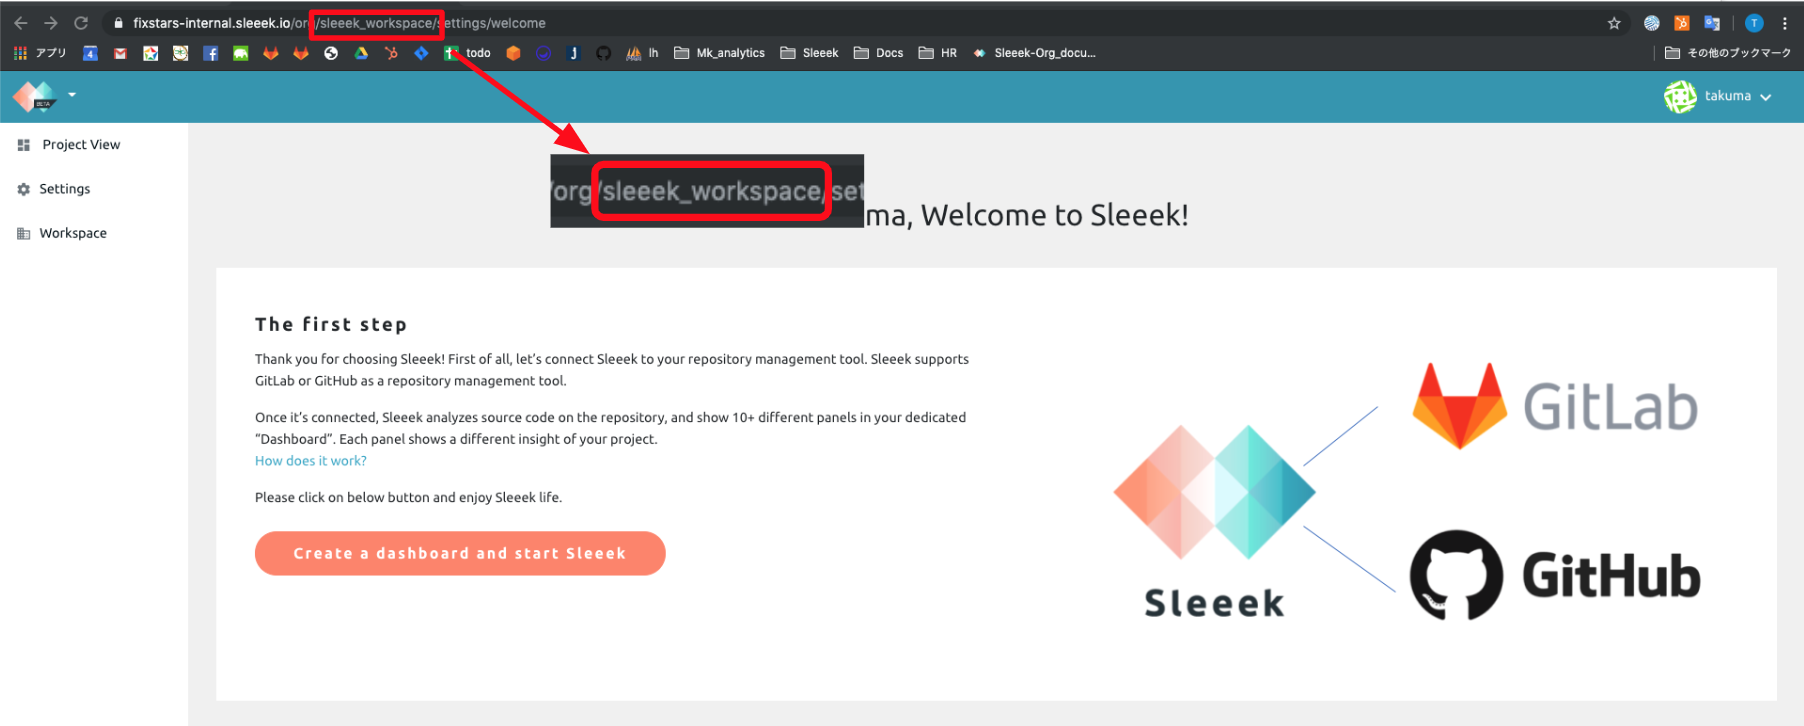 fixstars-internal.sleeek.io/org/sleeek_workspace/settings/welcome
T
アプリ 4 todo J lh Mk_analytics Sleeek Docs HR Sleeek-Org_docu... その他のブックマーク
BETA takuma
Project View
Settings
Workspace
/org/sleeek_workspace/set
ma, Welcome to Sleeek!
The first step
Thank you for choosing Sleeek! First of all, let's connect Sleeek to your repository management tool. Sleeek supports
GitLab or GitHub as a repository management tool.
Once it's connected, Sleeek analyzes source code on the repository, and show 10+ different panels in your dedicated
“Dashboard”. Each panel shows a different insight of your project.
How does it work?
Please click on below button and enjoy Sleeek life.
Create a dashboard and start Sleeek
GitLab
Sleeek
GitHub